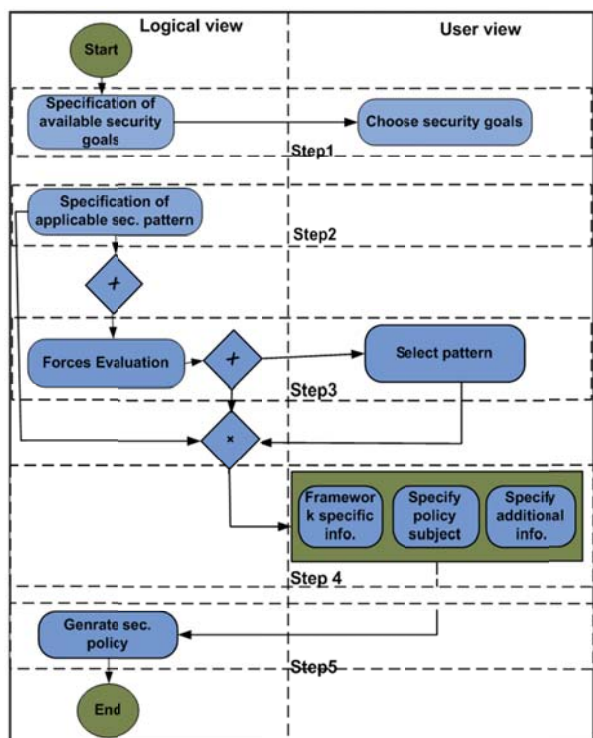 Logical view
User view
Start
Specification of
available security
goals
Choose security goals
Step1
Specification of
applicable sec. pattern
Step2
Forces Evaluation
Select pattern
Step3
Framewor
k specific
info.
Specify
policy
subject
Specify
additional
info.
Step 4
Genrate sec.
policy
Step5
End